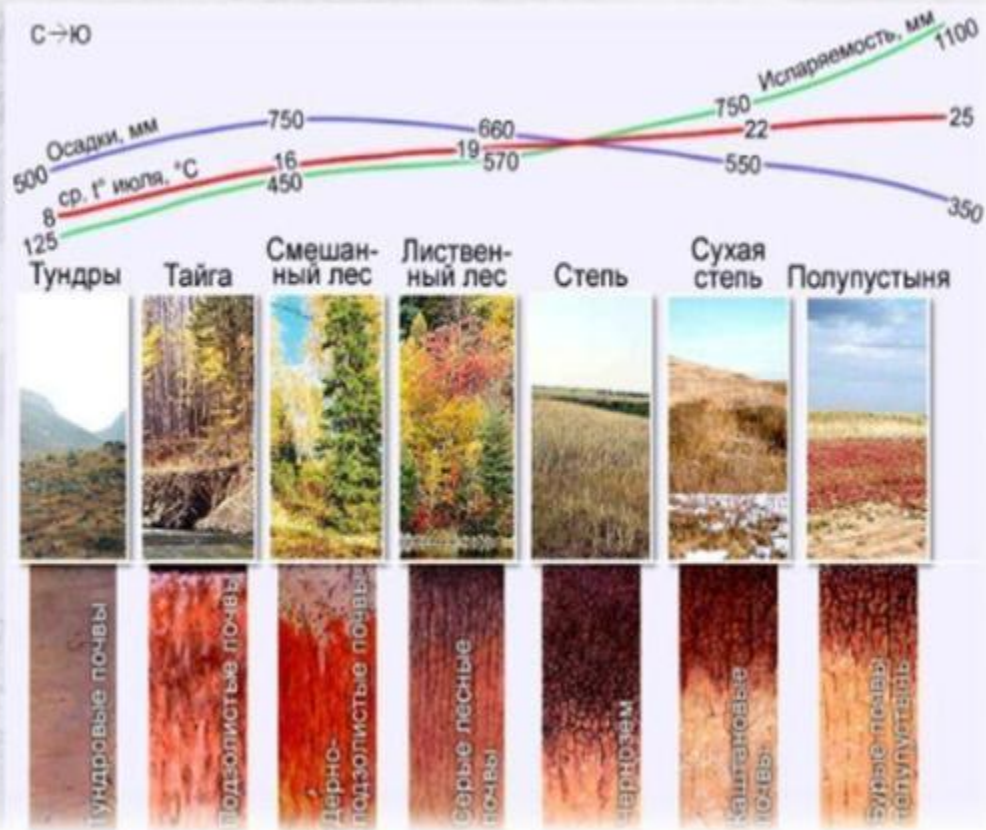 С→Ю
Осадки, мм
500
750
660
550
350
ср. t° июля, °С
8
16
19
22
25
Испаряемость, мм
125
450
570
750
1100
Тундры
Тайга
Смешан-
ный лес
Листвен-
ный лес
Степь
Сухая
степь
Полупустыня
Тундровые почвы
Подзолистые почвы
Дерно-
подзолистые почвы
Серые лесные
почвы
Чернозем
Каштановые
почвы
Бурые почвы
полупустынь